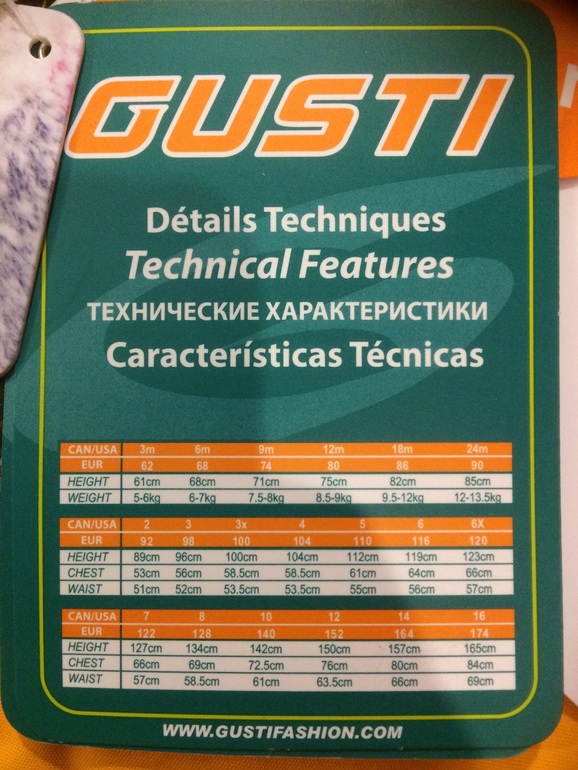 GUSTI
Détails Techniques
Technical Features
ТЕХНИЧЕСКИЕ ХАРАКТЕРИСТИКИ
Características Técnicas
CAN/USA 3m 6m 9m 12m 18m 24m
EUR 62 68 74 80 86 90
HEIGHT 61cm 68cm 71cm 75cm 82cm 85cm
WEIGHT 5-6kg 6-7kg 7.5-8kg 8.5-9kg 9.5-12kg 12-13.5kg
CAN/USA 2 3 3x 4 5 6 6X
EUR 92 98 100 104 110 116 120
HEIGHT 89cm 96cm 100cm 104cm 112cm 119cm 123cm
CHEST 53cm 56cm 58.5cm 58.5cm 61cm 64cm 66cm
WAIST 51cm 52cm 53.5cm 53.5cm 55cm 56cm 57cm
CAN/USA 7 8 10 12 14 16
EUR 122 128 140 152 164 174
HEIGHT 127cm 134cm 142cm 150cm 157cm 165cm
CHEST 66cm 69cm 72.5cm 76cm 80cm 84cm
WAIST 57cm 58.5cm 61cm 63.5cm 66cm 69cm
WWW.GUSTIFASHION.COM